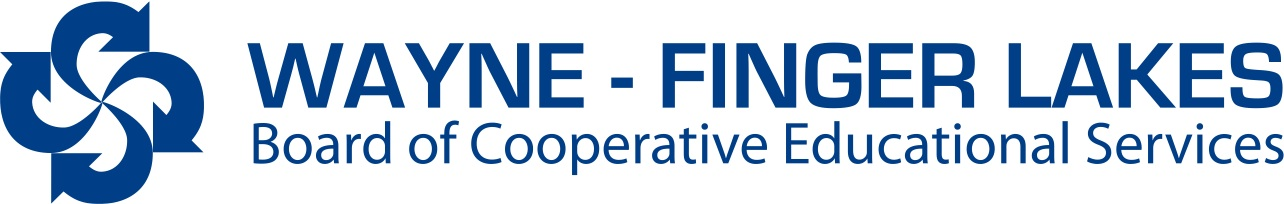 WAYNE - FINGER LAKES
Board of Cooperative Educational Services